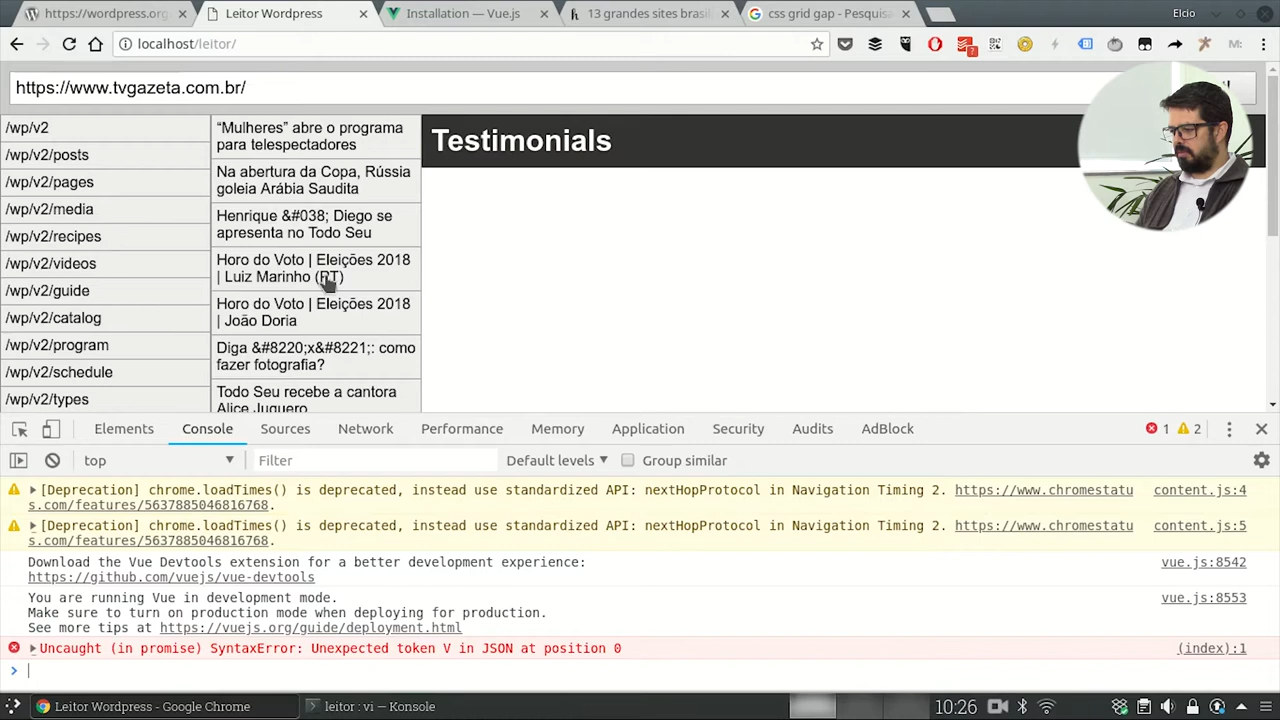 https://wordpress.org
Leitor Wordpress
Installation — Vue.js
13 grandes sites brasil
css grid gap - Pesquisa
Elcio
localhost/leitor/
https://www.tvgazeta.com.br/
/wp/v2
/wp/v2/posts
/wp/v2/pages
/wp/v2/media
/wp/v2/recipes
/wp/v2/videos
/wp/v2/guide
/wp/v2/catalog
/wp/v2/program
/wp/v2/schedule
/wp/v2/types
“Mulheres” abre o programa
para telespectadores
Na abertura da Copa, Rússia
goleia Arábia Saudita
Henrique &#038; Diego se
apresenta no Todo Seu
Horo do Voto | Eleições 2018
| Luiz Marinho (PT)
Horo do Voto | Eleições 2018
| João Doria
Diga &#8220;x&#8221;: como
fazer fotografia?
Todo Seu recebe a cantora
Alice Juguero
Testimonials
Elements
Console
Sources
Network
Performance
Memory
Application
Security
Audits
AdBlock
1
2
top
Filter
Default levels
Group similar
[Deprecation] chrome.loadTimes() is deprecated, instead use standardized API: nextHopProtocol in Navigation Timing 2. https://www.chromestatu content.js:4
s.com/features/5637885046816768.
[Deprecation] chrome.loadTimes() is deprecated, instead use standardized API: nextHopProtocol in Navigation Timing 2. https://www.chromestatu content.js:5
s.com/features/5637885046816768.
Download the Vue Devtools extension for a better development experience: vue.js:8542
https://github.com/vuejs/vue-devtools
You are running Vue in development mode. vue.js:8553
Make sure to turn on production mode when deploying for production.
See more tips at https://vuejs.org/guide/deployment.html
Uncaught (in promise) SyntaxError: Unexpected token V in JSON at position 0 (index):1
Leitor Wordpress - Google Chrome
leitor : vi — Konsole
10:26